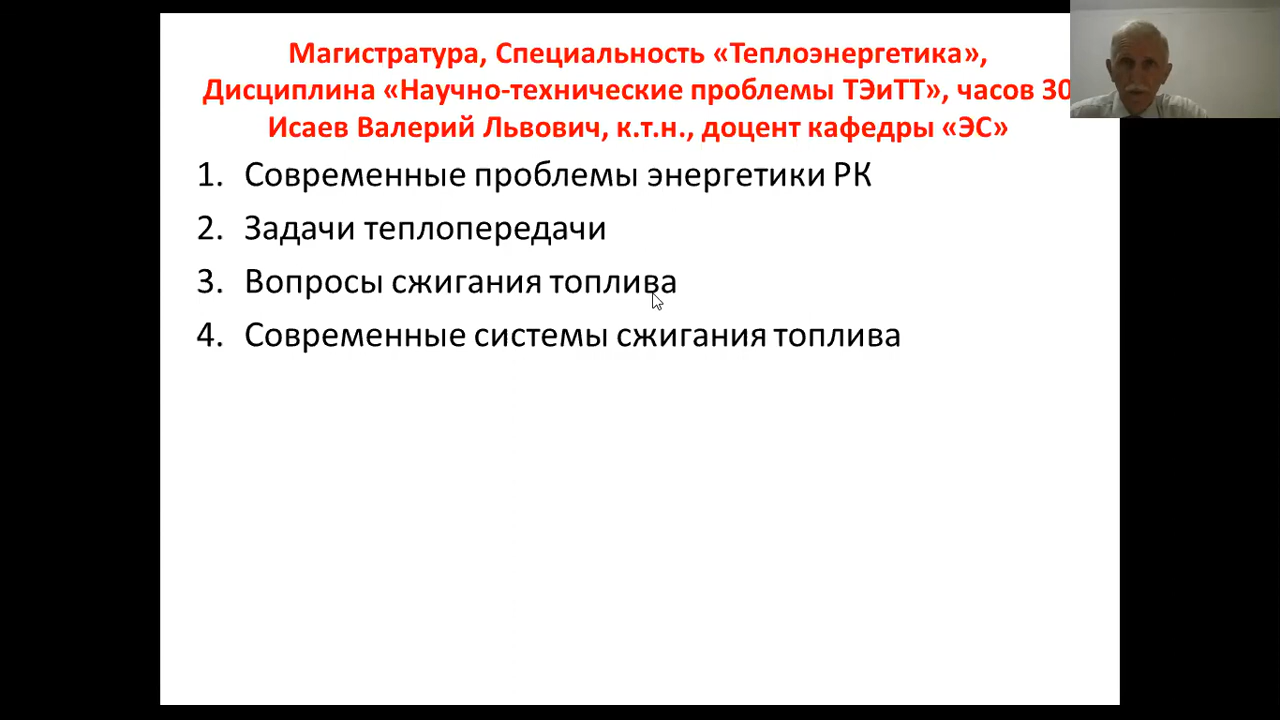 Магистратура, Специальность «Теплоэнергетика»,
Дисциплина «Научно-технические проблемы ТЭиТТ», часов 30
Исаев Валерий Львович, к.т.н., доцент кафедры «ЭС»
1. Современные проблемы энергетики РК
2. Задачи теплопередачи
3. Вопросы сжигания топлива
4. Современные системы сжигания топлива